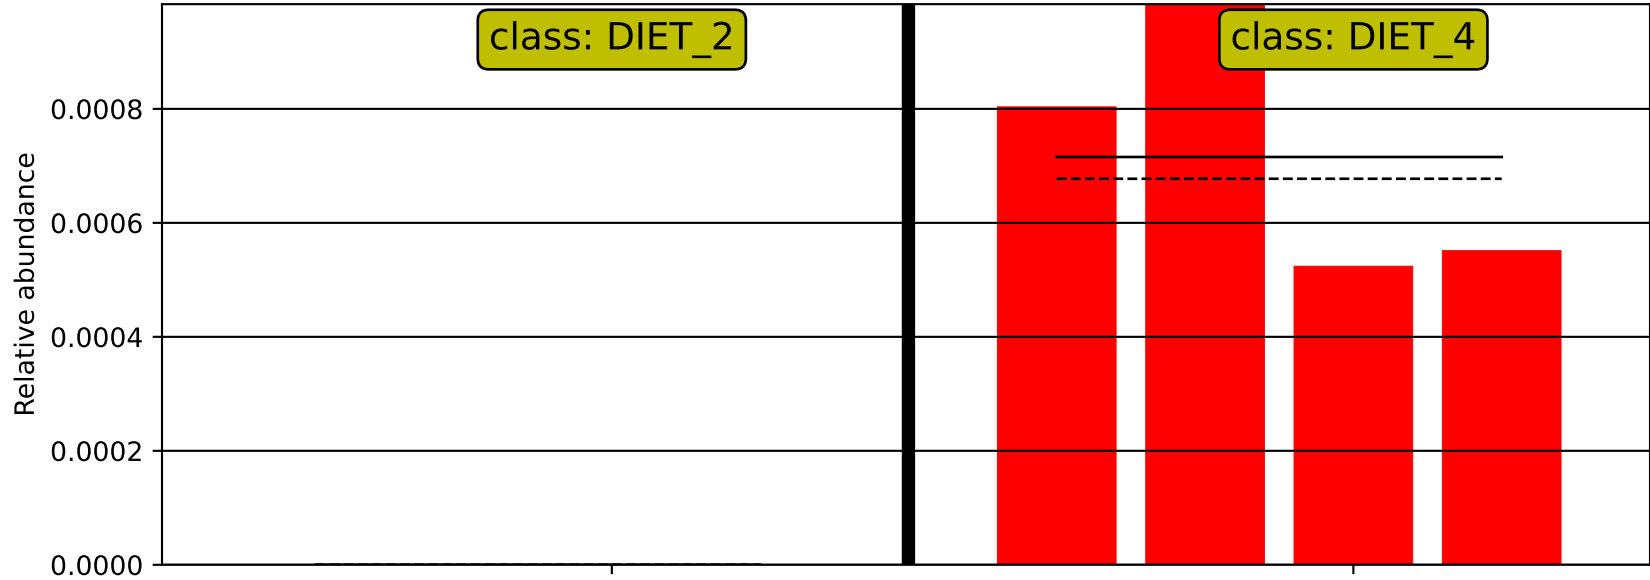 class: DIET_2
class: DIET_4
Relative abundance
0.0008
0.0006
0.0004
0.0002
0.0000